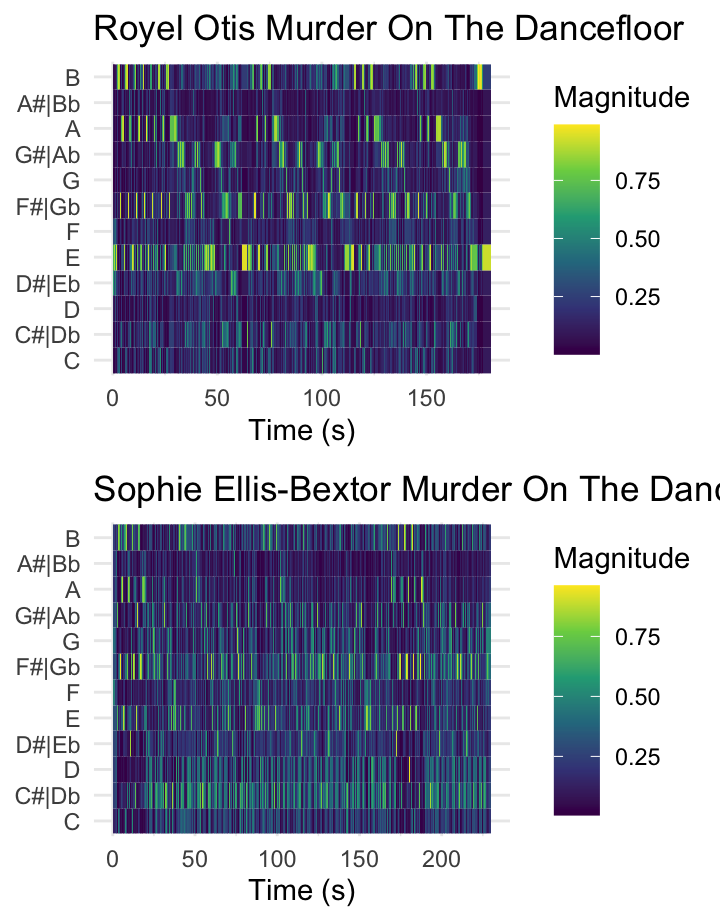 Royel Otis Murder On The Dancefloor
B
A#|Bb
A
G#|Ab
G
F#|Gb
F
E
D#|Eb
D
C#|Db
C
0 50 100 150
Time (s)
Magnitude
0.75
0.50
0.25
Sophie Ellis-Bextor Murder On The Danc
B
A#|Bb
A
G#|Ab
G
F#|Gb
F
E
D#|Eb
D
C#|Db
C
0 50 100 150 200
Time (s)
Magnitude
0.75
0.50
0.25